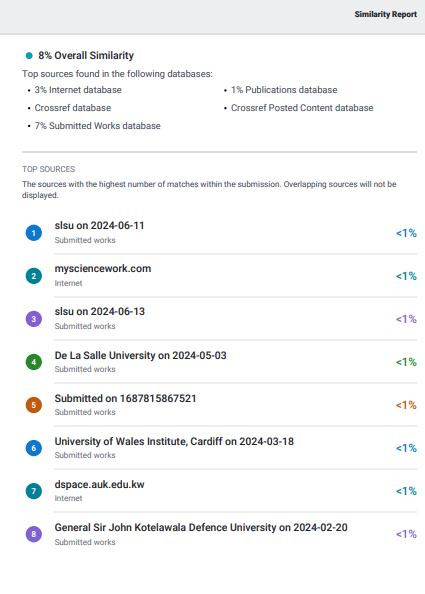 Similarity Report
8% Overall Similarity
Top sources found in the following databases:
• 3% Internet database
• 1% Publications database
• Crossref database
• Crossref Posted Content database
• 7% Submitted Works database
TOP SOURCES
The sources with the highest number of matches within the submission. Overlapping sources will not be
displayed.
1
slsu on 2024-06-11
Submitted works
<1%
2
mysciencework.com
Internet
<1%
3
slsu on 2024-06-13
Submitted works
<1%
4
De La Salle University on 2024-05-03
Submitted works
<1%
5
Submitted on 1687815867521
Submitted works
<1%
6
University of Wales Institute, Cardiff on 2024-03-18
Submitted works
<1%
7
dspace.auk.edu.kw
Internet
<1%
8
General Sir John Kotelawala Defence University on 2024-02-20
Submitted works
<1%